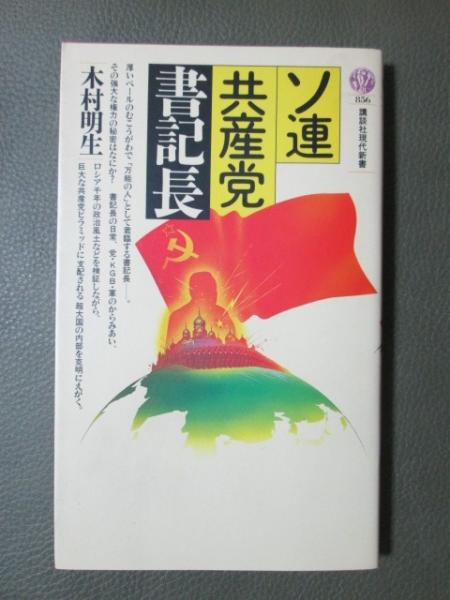 ソ連
共産党
書記長
856
講談社現代新書
厚いベールのむこうがわで「万能の人」として君臨する書記長──。
その強大な権力の秘密はなにか? 書記長の日常、党・KGB・軍のからみあい、
ロシア千年の政治風土などを検証しながら、
巨大な共産党ピラミッドに支配される超大国の内部を克明にえがく。
木村明生